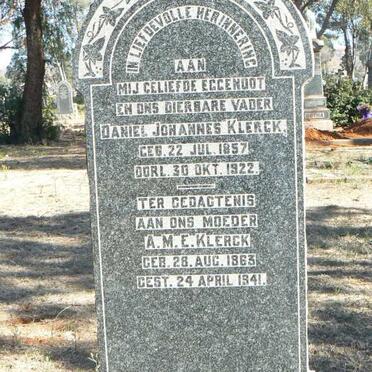 IN LIEFDEVOLLE HERINNERING
AAN
MIJ GELIEFDE EGGENOOT
EN ONS DIERBARE VADER
DANIEL JOHANNES KLERCK.
GEB. 22 JUL. 1857.
OORL. 30 OKT. 1922.
TER GEDACTENIS
AAN ONS MOEDER
A.M.E. KLERCK
GEB. 28. AUG. 1863
GEST. 24 APRIL 1941.